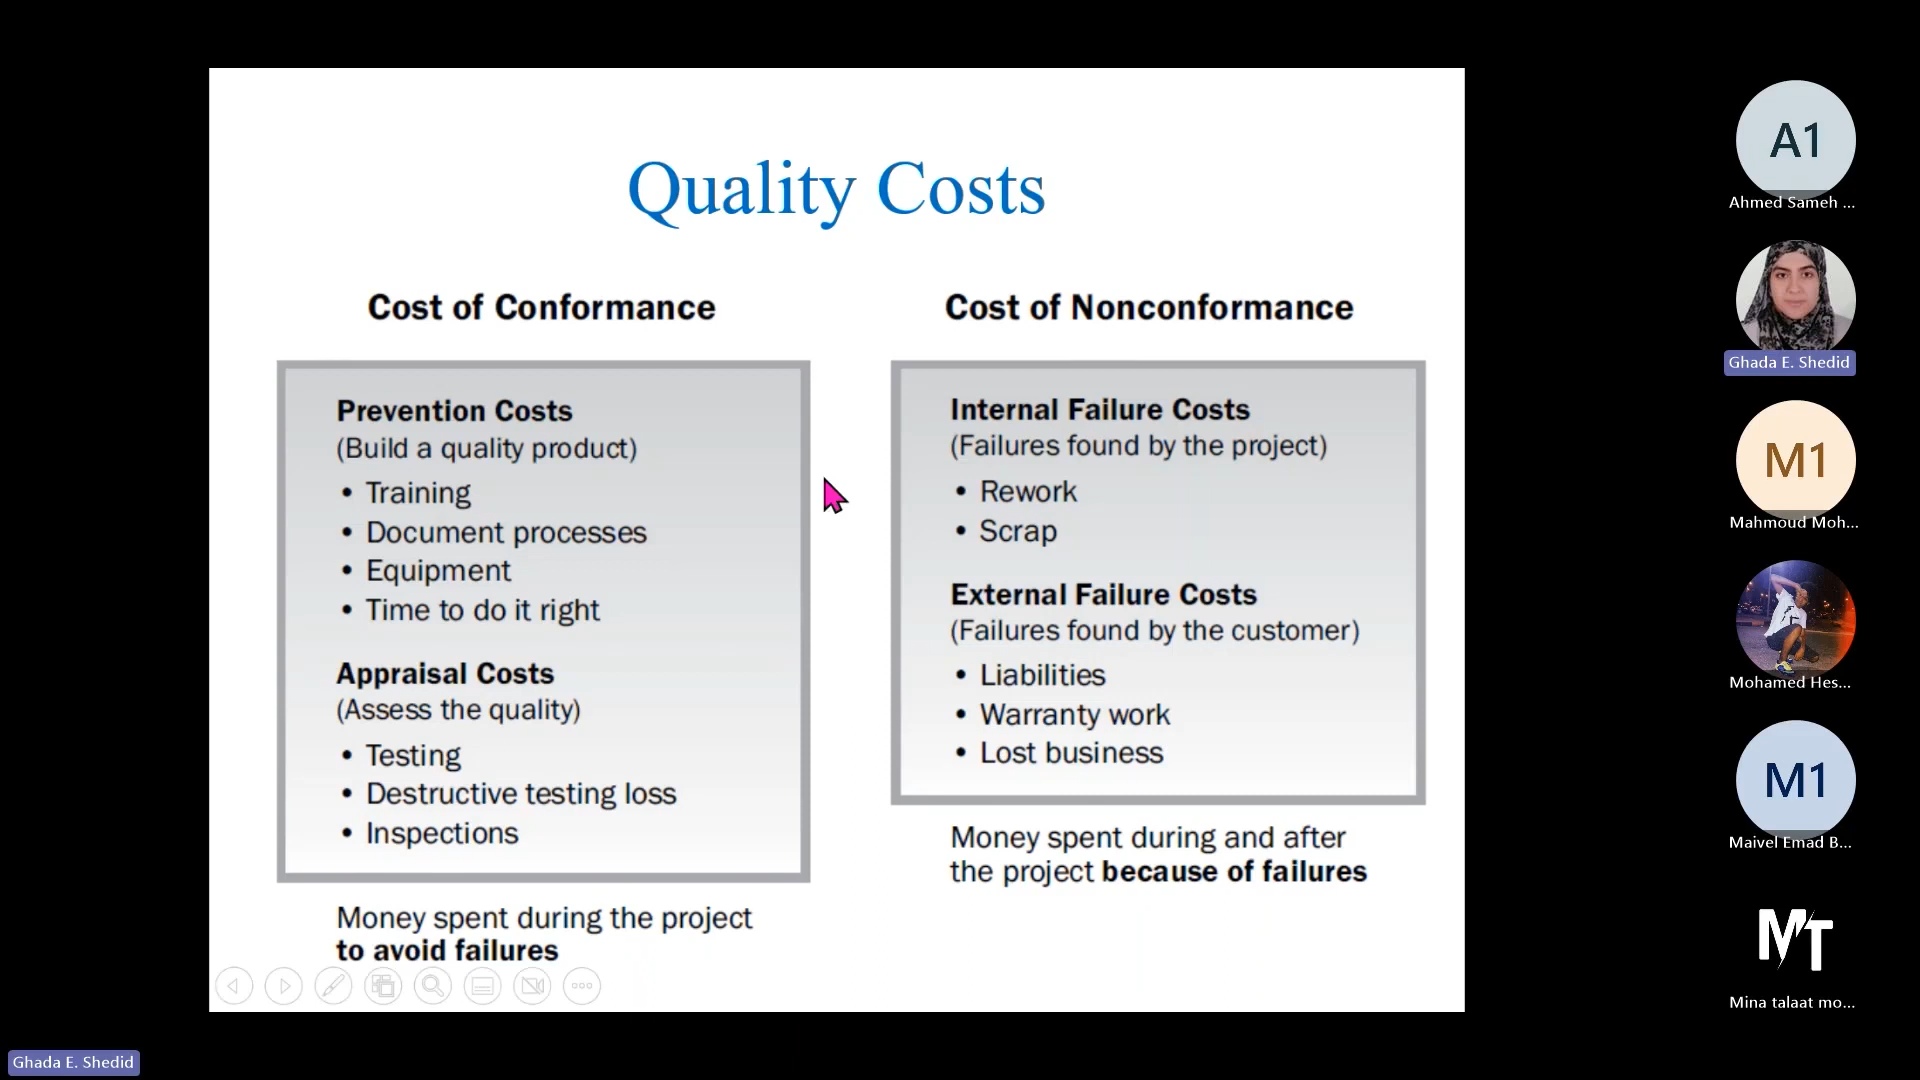 Quality Costs
Cost of Conformance
Prevention Costs
(Build a quality product)
• Training
• Document processes
• Equipment
• Time to do it right
Appraisal Costs
(Assess the quality)
• Testing
• Destructive testing loss
• Inspections
Money spent during the project
to avoid failures
Cost of Nonconformance
Internal Failure Costs
(Failures found by the project)
• Rework
• Scrap
External Failure Costs
(Failures found by the customer)
• Liabilities
• Warranty work
• Lost business
Money spent during and after
the project because of failures
A1
Ahmed Sameh ...
Ghada E. Shedid
M1
Mahmoud Moh...
Mohamed Hes...
M1
Maivel Emad B...
MT
Mina talaat mo...
Ghada E. Shedid